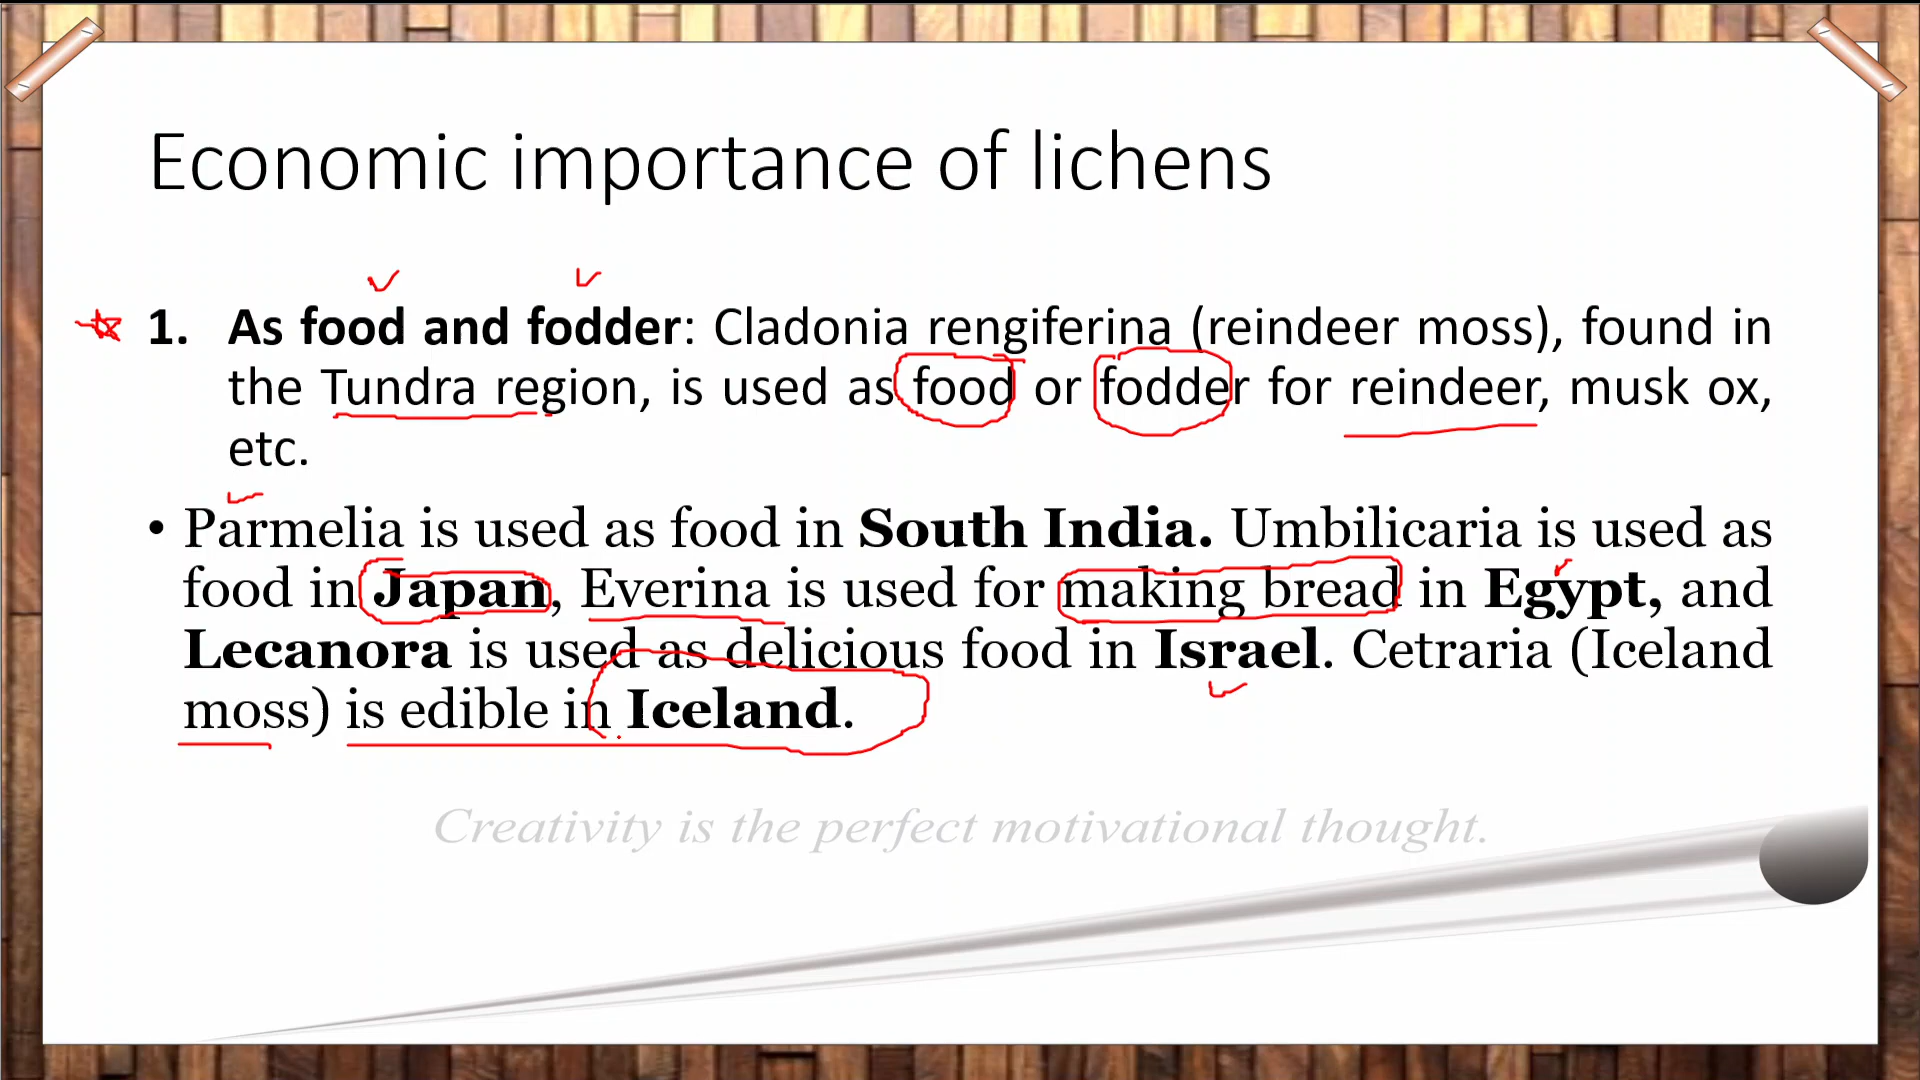 Economic importance of lichens
1. As food and fodder: Cladonia rengiferina (reindeer moss), found in
the Tundra region, is used as food or fodder for reindeer, musk ox,
etc.
• Parmelia is used as food in South India. Umbilicaria is used as
food in Japan, Everina is used for making bread in Egypt, and
Lecanora is used as delicious food in Israel. Cetraria (Iceland
moss) is edible in Iceland.
Creativity is the perfect motivational thought.